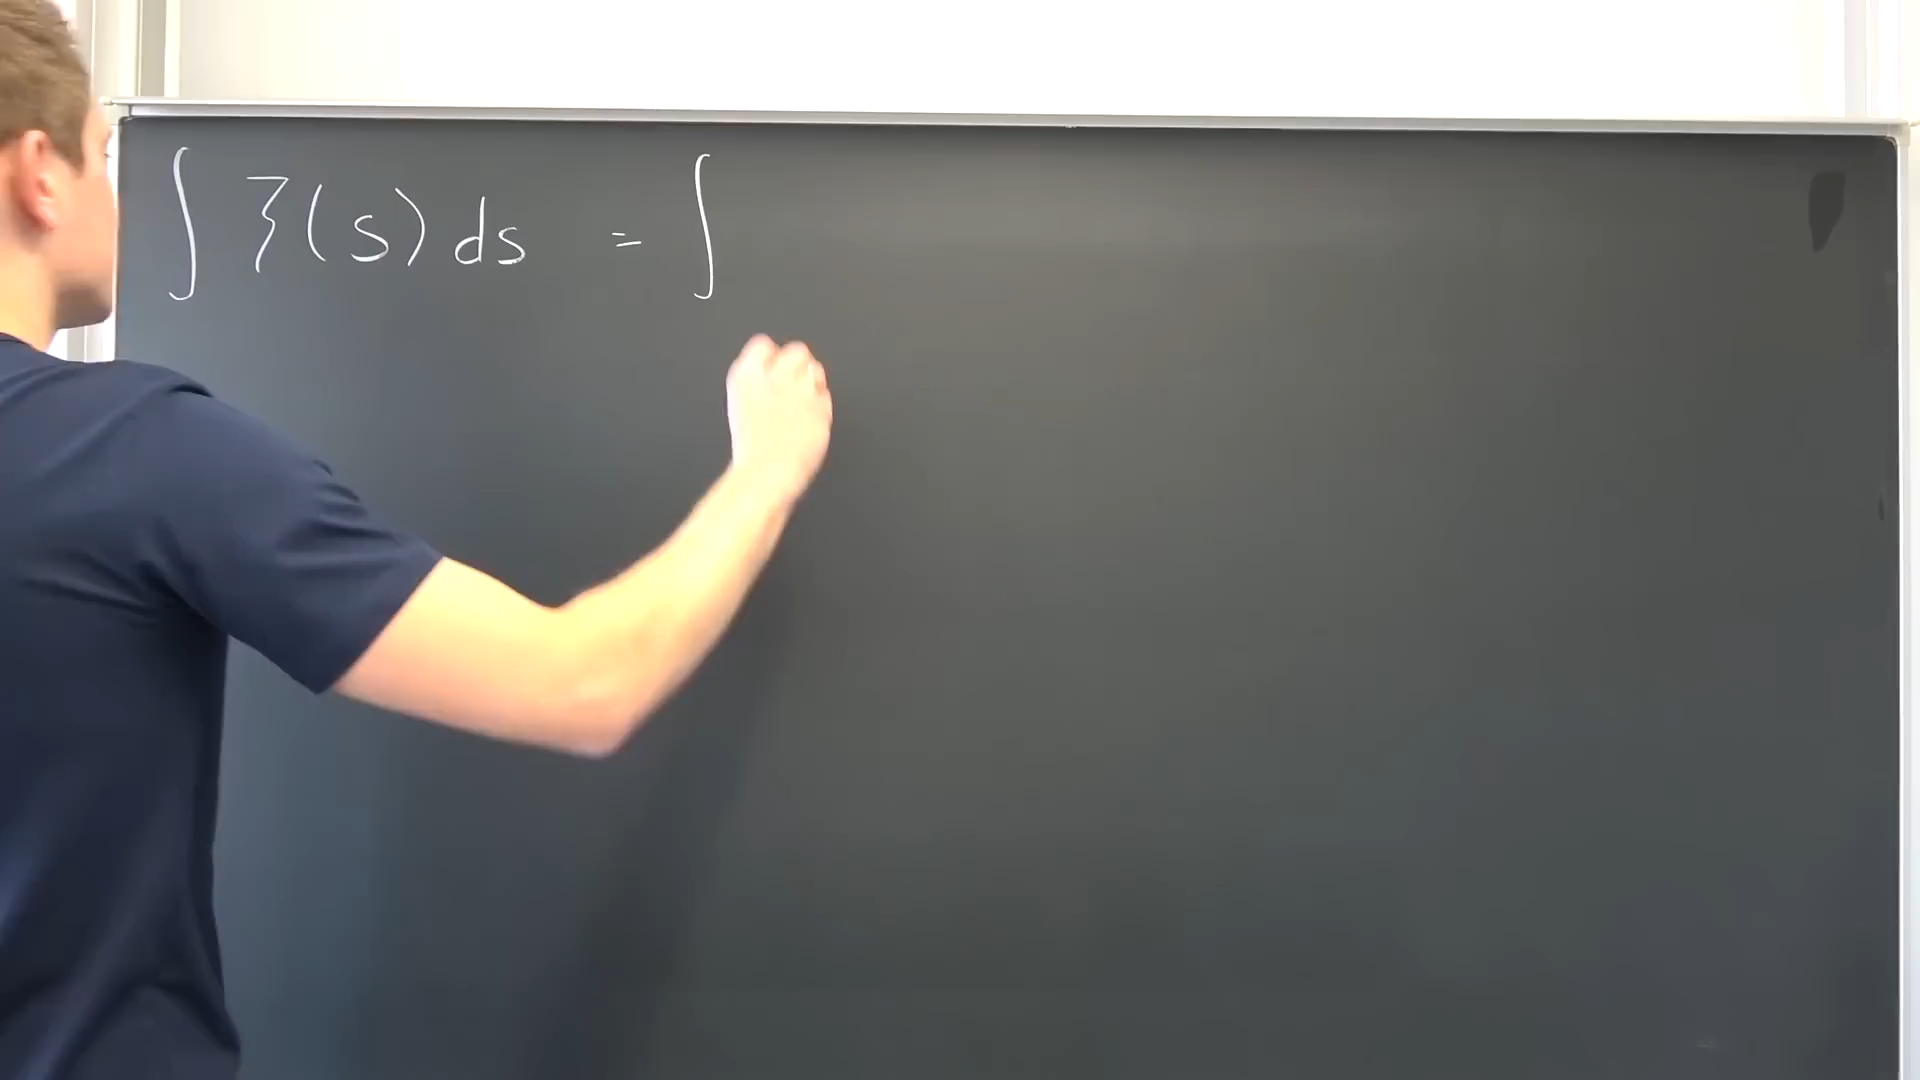 ∫ ζ(s) ds = ∫